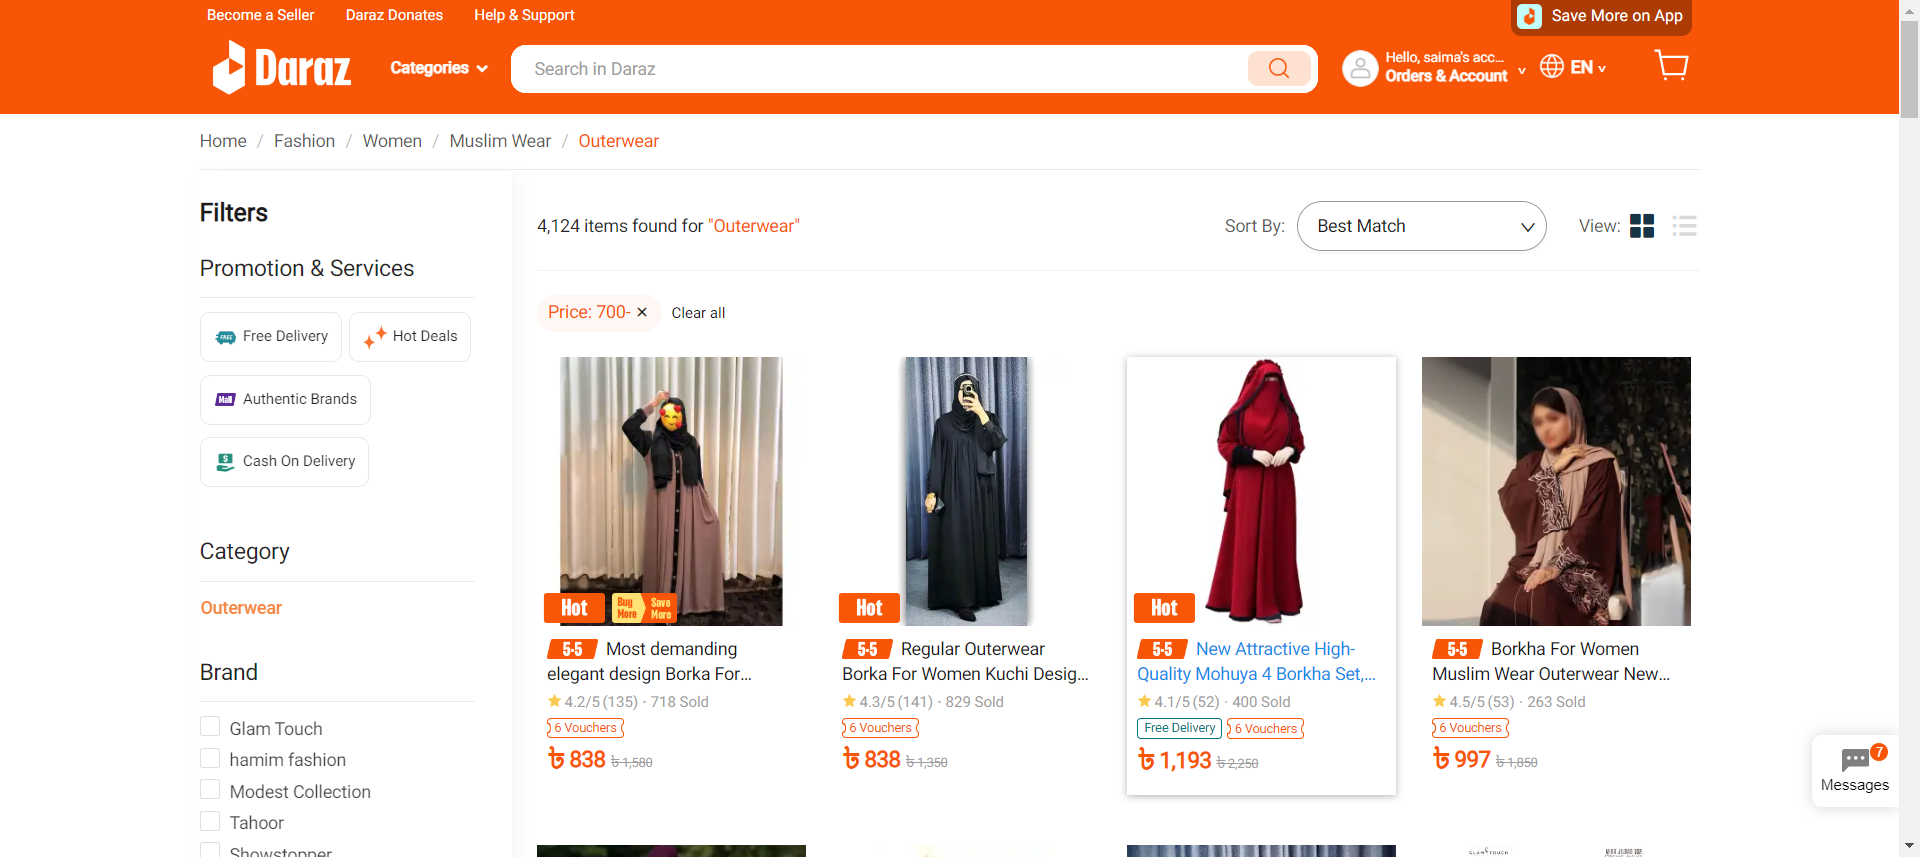 Become a Seller
Daraz Donates
Help & Support
Save More on App
Daraz
Categories
Search in Daraz
Hello, saima's acc...
Orders & Account
EN
Home / Fashion / Women / Muslim Wear / Outerwear
Filters
Promotion & Services
FREE Free Delivery
Hot Deals
Mall Authentic Brands
$ Cash On Delivery
Category
Outerwear
Brand
Glam Touch
hamim fashion
Modest Collection
Tahoor
Showstopper
4,124 items found for "Outerwear"
Sort By:
Best Match
View:
Price: 700-
Clear all
Hot
Buy More Save More
5-5 Most demanding
elegant design Borka For...
4.2/5 (135) - 718 Sold
6 Vouchers
৳ 838 ৳ 1,580
Hot
5-5 Regular Outerwear
Borka For Women Kuchi Desig...
4.3/5 (141) - 829 Sold
6 Vouchers
৳ 838 ৳ 1,350
Hot
5-5 New Attractive High-
Quality Mohuya 4 Borkha Set,...
4.1/5 (52) · 400 Sold
Free Delivery
6 Vouchers
৳ 1,193 ৳ 2,250
5-5 Borkha For Women
Muslim Wear Outerwear New...
4.5/5 (53) · 263 Sold
6 Vouchers
৳ 997 ৳ 1,850
7
Messages
GLAM TOUCH